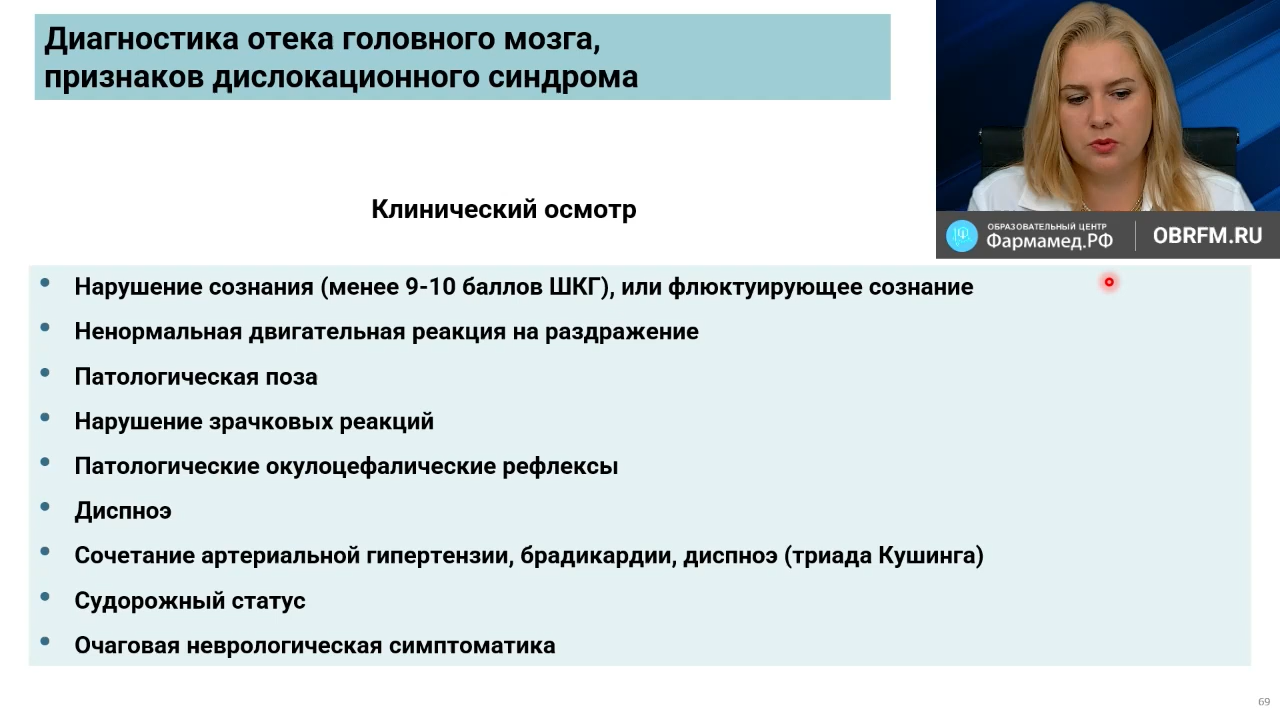 Диагностика отека головного мозга,
признаков дислокационного синдрома
ОБРАЗОВАТЕЛЬНЫЙ ЦЕНТР
Фармамед.РФ
OBRFM.RU
Клинический осмотр
• Нарушение сознания (менее 9-10 баллов ШКГ), или флюктуирующее сознание
• Ненормальная двигательная реакция на раздражение
• Патологическая поза
• Нарушение зрачковых реакций
• Патологические окулоцефалические рефлексы
• Диспноэ
• Сочетание артериальной гипертензии, брадикардии, диспноэ (триада Кушинга)
• Судорожный статус
• Очаговая неврологическая симптоматика
69